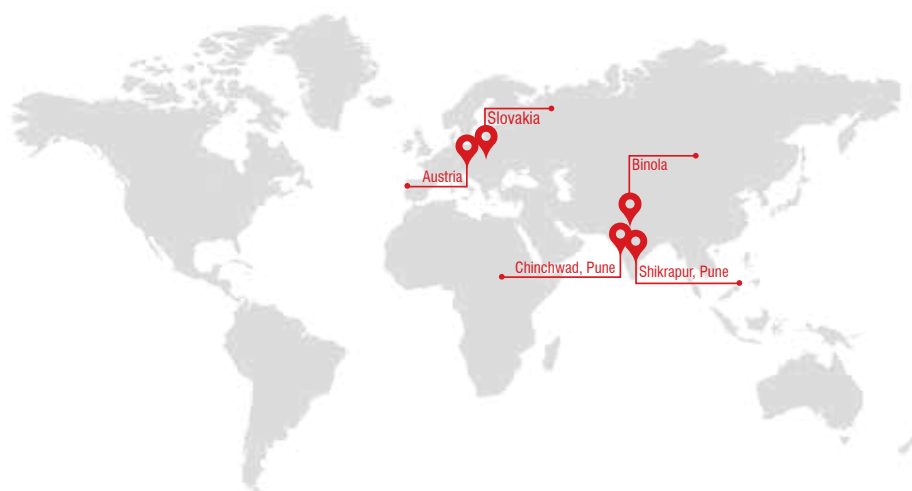 Slovakia
Austria
Binola
Chinchwad, Pune
Shikrapur, Pune